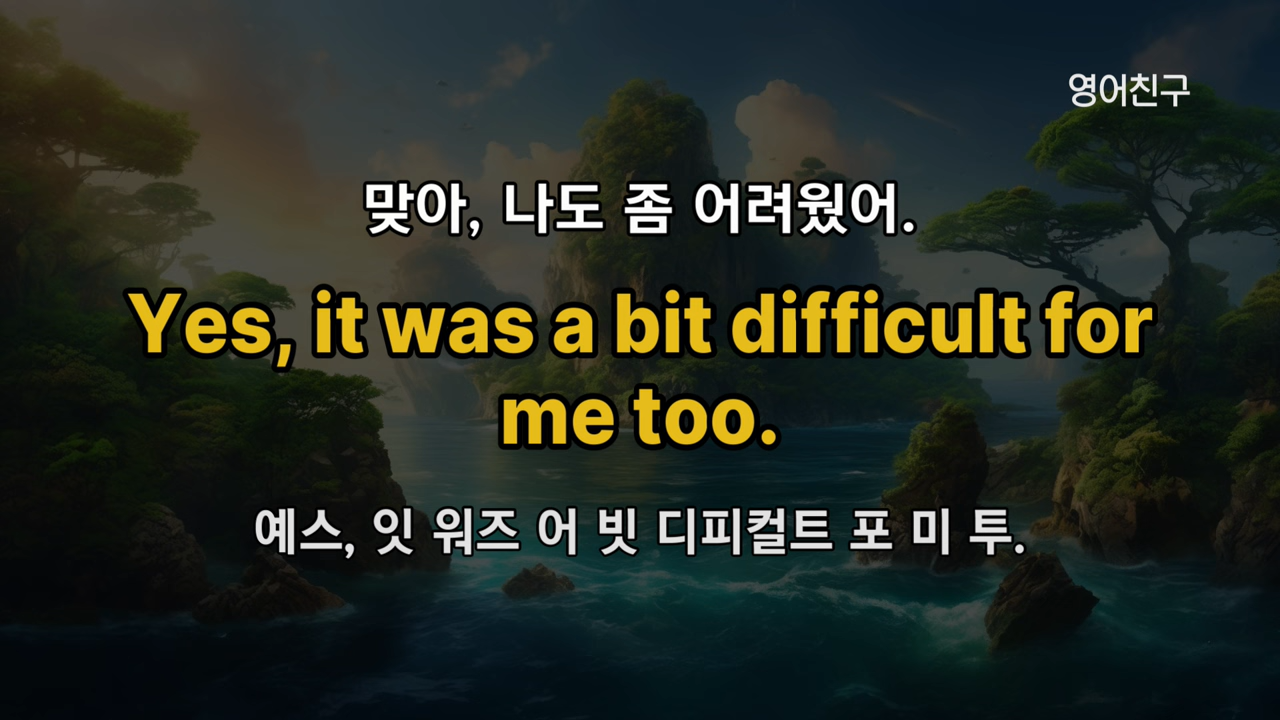 영어친구
맞아, 나도 좀 어려웠어.
Yes, it was a bit difficult for
me too.
예스, 잇 워즈 어 빗 디피컬트 포 미 투.